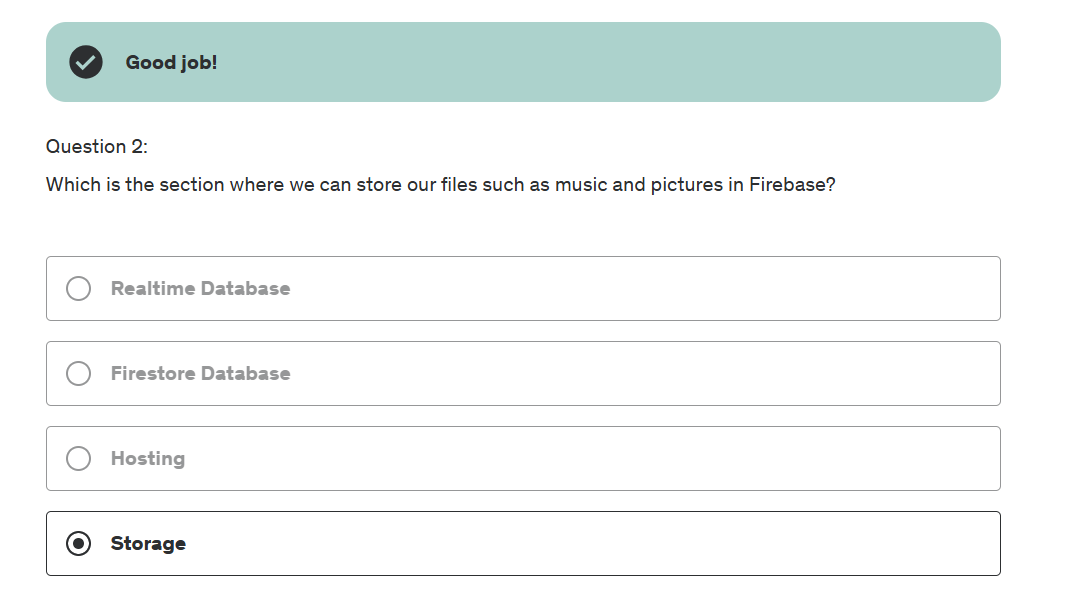 Good job!
Question 2:
Which is the section where we can store our files such as music and pictures in Firebase?
Realtime Database
Firestore Database
Hosting
Storage